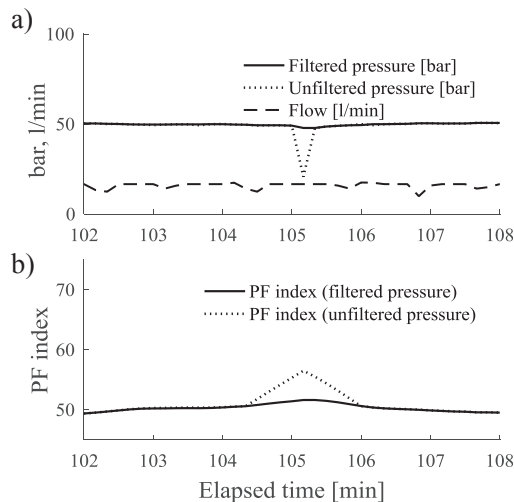 a)
100
Filtered pressure [bar]
Unfiltered pressure [bar]
Flow [l/min]
bar, l/min
50
0
102 103 104 105 106 107 108
b)
70
PF index (filtered pressure)
PF index (unfiltered pressure)
PF index
60
50
102 103 104 105 106 107 108
Elapsed time [min]